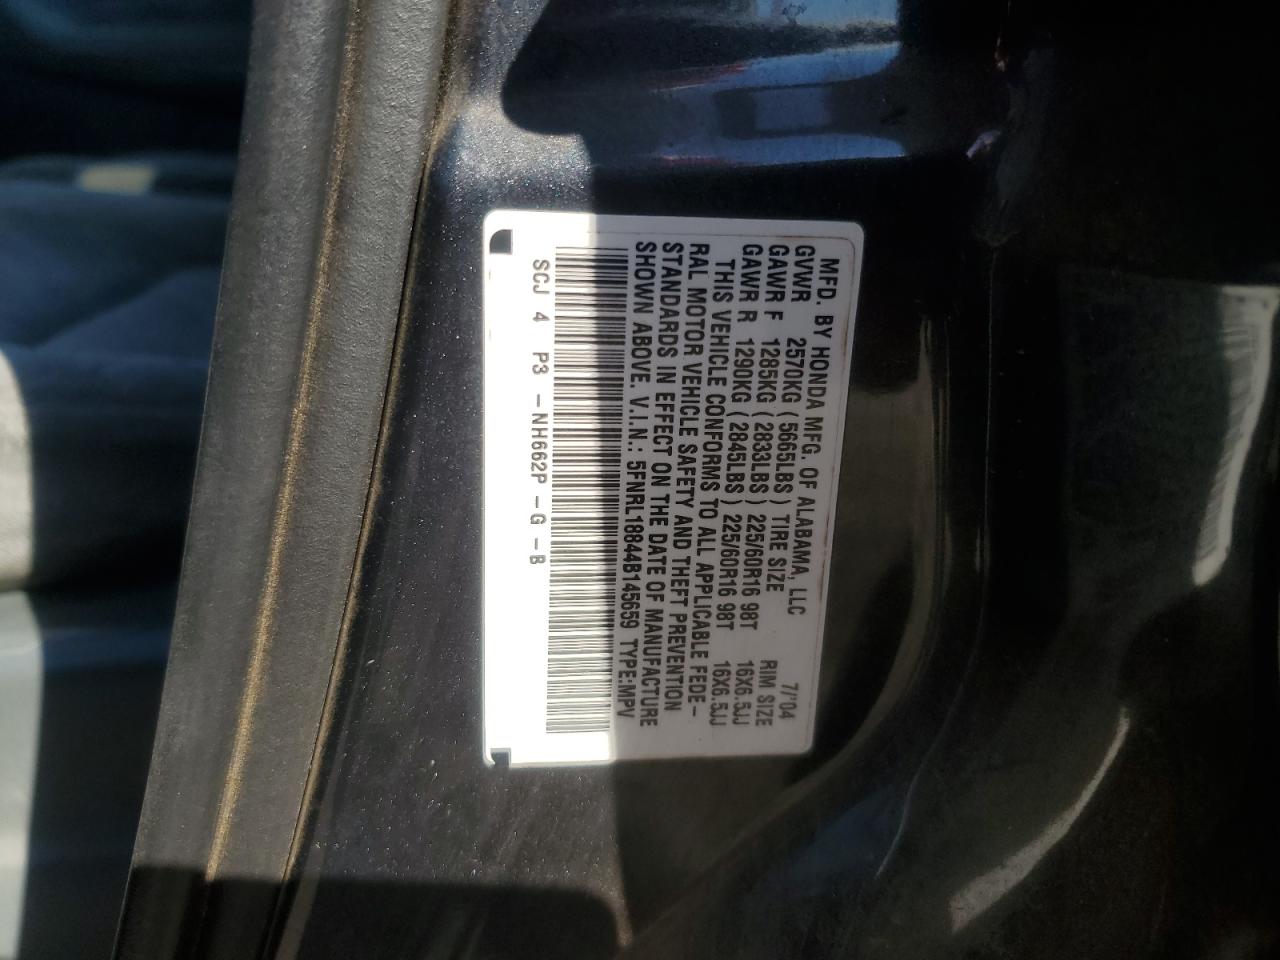 MFD. BY HONDA MFG. OF ALABAMA, LLC 7/'04
GVWR 2570KG (5665LBS) TIRE SIZE RIM SIZE
GAWR F 1285KG (2833LBS) 225/60R16 98T 16X6.5JJ
GAWR R 1290KG (2845LBS) 225/60R16 98T 16X6.5JJ
THIS VEHICLE CONFORMS TO ALL APPLICABLE FEDE-
RAL MOTOR VEHICLE SAFETY AND THEFT PREVENTION
STANDARDS IN EFFECT ON THE DATE OF MANUFACTURE
SHOWN ABOVE. V.I.N.: 5FNRL18844B145659 TYPE:MPV
SCJ 4 P3 -NH662P -G -B